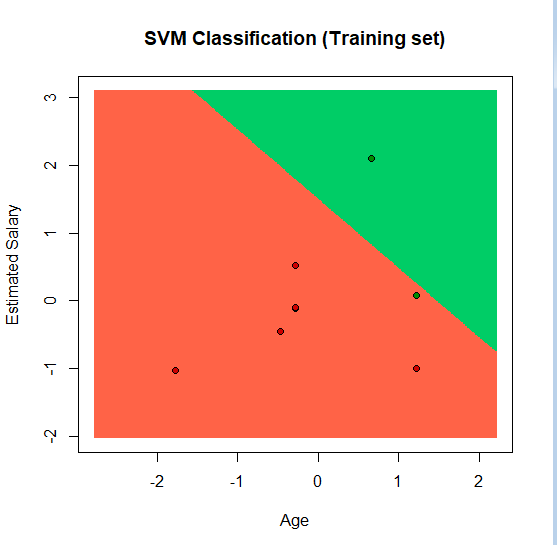 SVM Classification (Training set)
Estimated Salary
3
2
1
0
-1
-2
-2 -1 0 1 2
Age